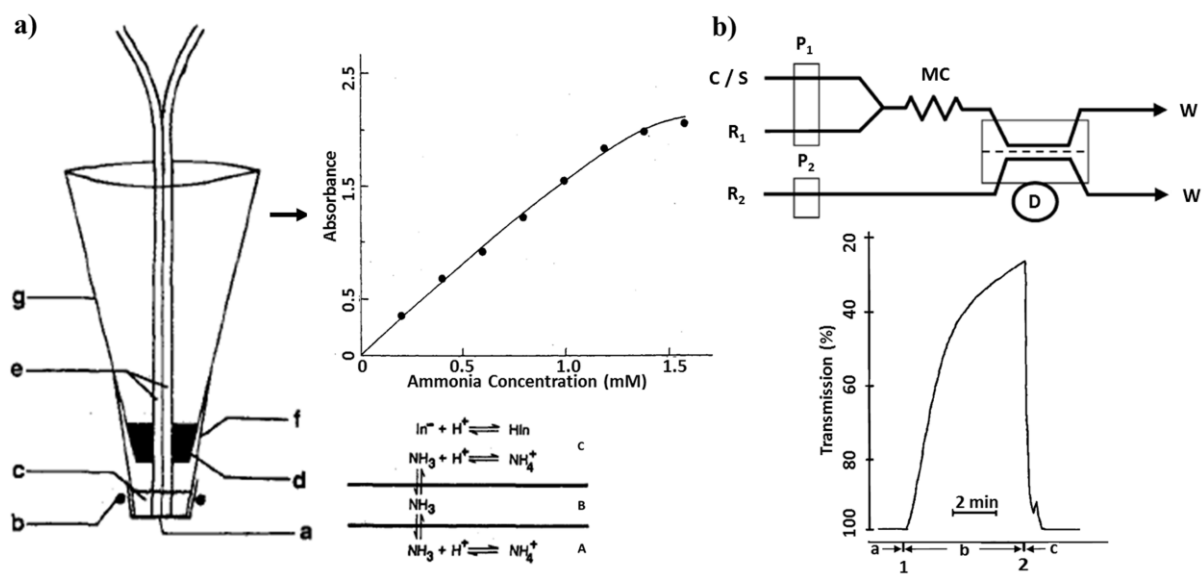 a)
g
e
f
c
d
b
a
Absorbance
2.5
1.5
0.5
0
0 0.5 1.0 1.5
Ammonia Concentration (mM)
In⁻ + H⁺ ⇌ HIn C
NH₃ + H⁺ ⇌ NH₄⁺
NH₃ B
NH₃ + H⁺ ⇌ NH₄⁺ A
b)
P₁
C / S MC
W
R₁
P₂
R₂ D W
Transmission (%)
20
40
60
80
100
2 min
a b c
1 2